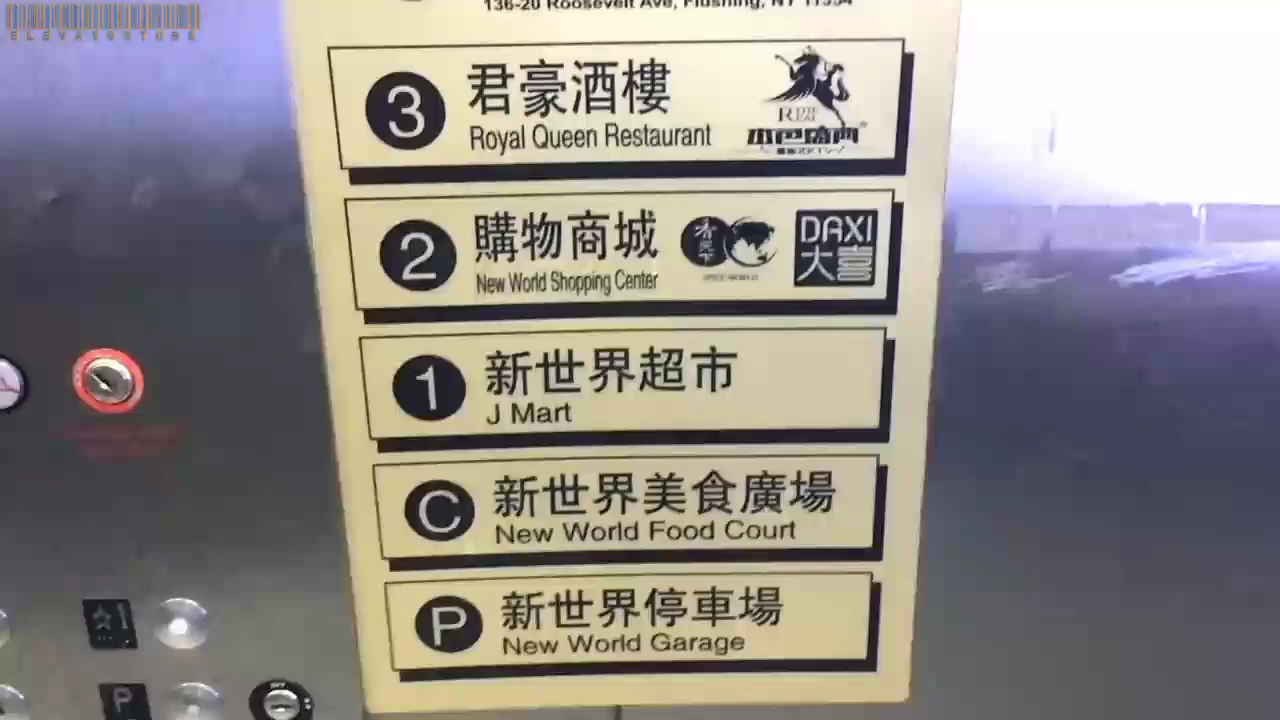 ELEVATORTUBE
136-20 Roosevelt Ave, Flushing, NY 11354
3
君豪酒樓
Royal Queen Restaurant
2
購物商城
New World Shopping Center
DAXI
大喜
1
新世界超市
J Mart
C
新世界美食廣場
New World Food Court
P
新世界停車場
New World Garage
☆1
P